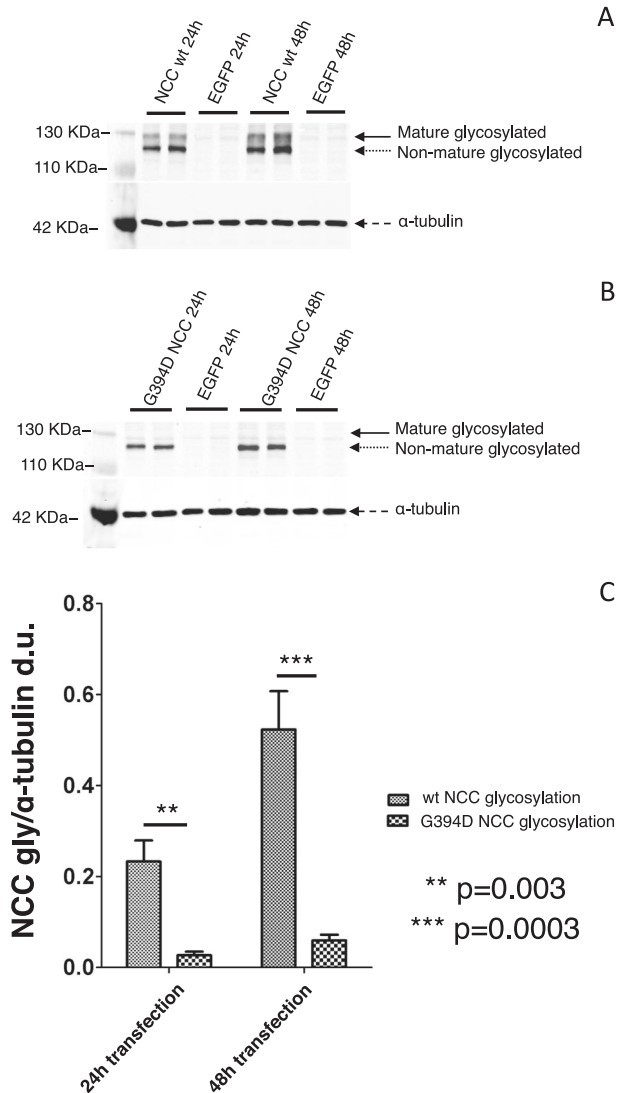 A
NCC wt 24h
EGFP 24h
NCC wt 48h
EGFP 48h
130 KDa
Mature glycosylated
Non-mature glycosylated
110 KDa
42 KDa
α-tubulin
B
G394D NCC 24h
EGFP 24h
G394D NCC 48h
EGFP 48h
130 KDa
Mature glycosylated
Non-mature glycosylated
110 KDa
42 KDa
α-tubulin
C
NCC gly/α-tubulin d.u.
0.8
0.6
0.4
0.2
0.0
**
***
24h transfection
48h transfection
wt NCC glycosylation
G394D NCC glycosylation
** p=0.003
*** p=0.0003